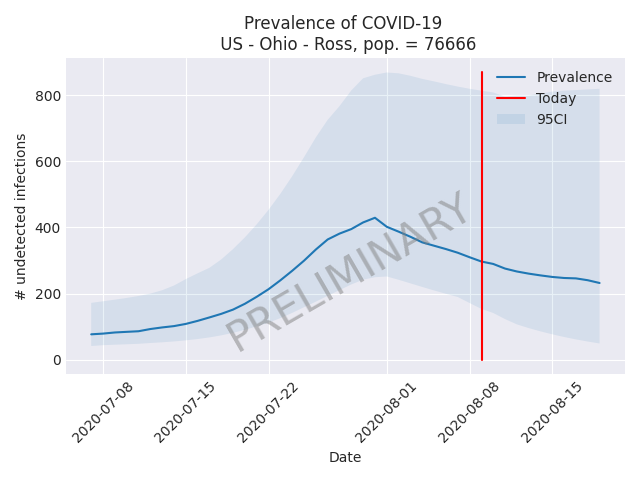 Prevalence of COVID-19
US - Ohio - Ross, pop. = 76666
# undetected infections
800
600
400
200
0
Prevalence
Today
95CI
PRELIMINARY
2020-07-08
2020-07-15
2020-07-22
2020-08-01
2020-08-08
2020-08-15
Date